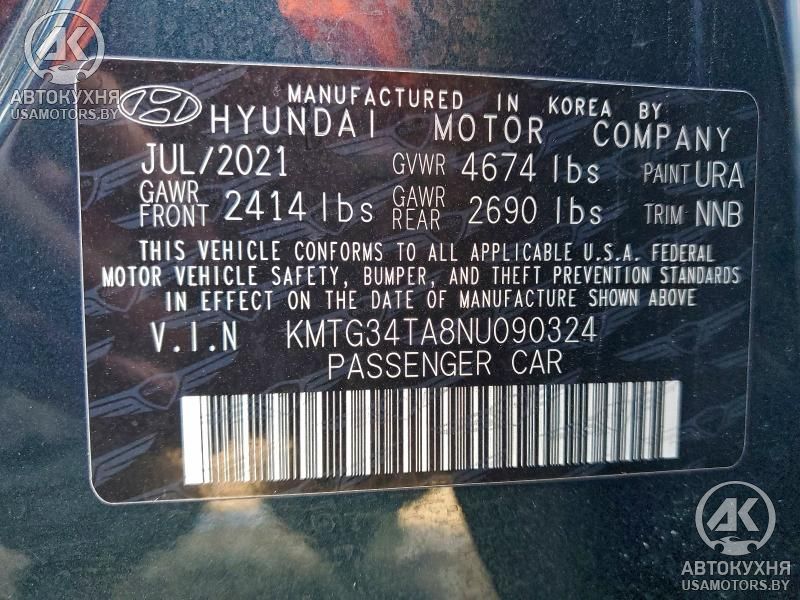 MANUFACTURED IN KOREA BY
HYUNDAI MOTOR COMPANY
JUL/2021 GVWR 4674 lbs PAINT URA
GAWR FRONT 2414 lbs GAWR REAR 2690 lbs TRIM NNB
THIS VEHICLE CONFORMS TO ALL APPLICABLE U.S.A. FEDERAL
MOTOR VEHICLE SAFETY, BUMPER, AND THEFT PREVENTION STANDARDS
IN EFFECT ON THE DATE OF MANUFACTURE SHOWN ABOVE
V.I.N KMTG34TA8NU090324
PASSENGER CAR
АК
АВТОКУХНЯ
USAMOTORS.BY
АК
АВТОКУХНЯ
USAMOTORS.BY